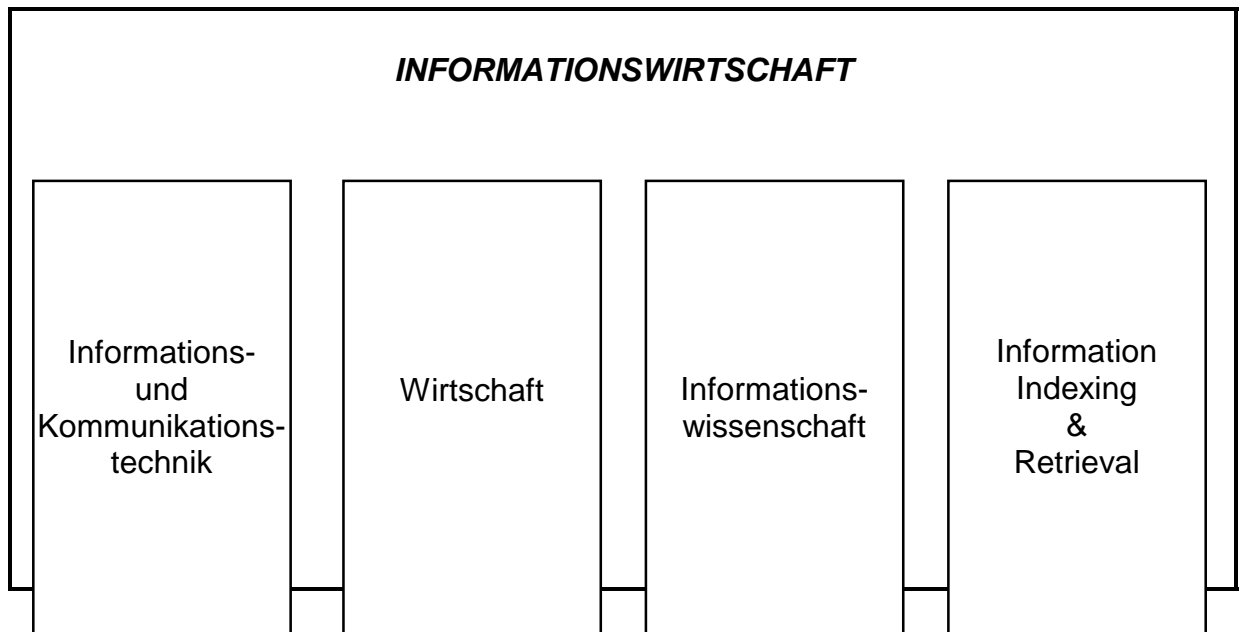 INFORMATIONSWIRTSCHAFT
Informations-
und
Kommunikations-
technik
Wirtschaft
Informations-
wissenschaft
Information
Indexing
&
Retrieval